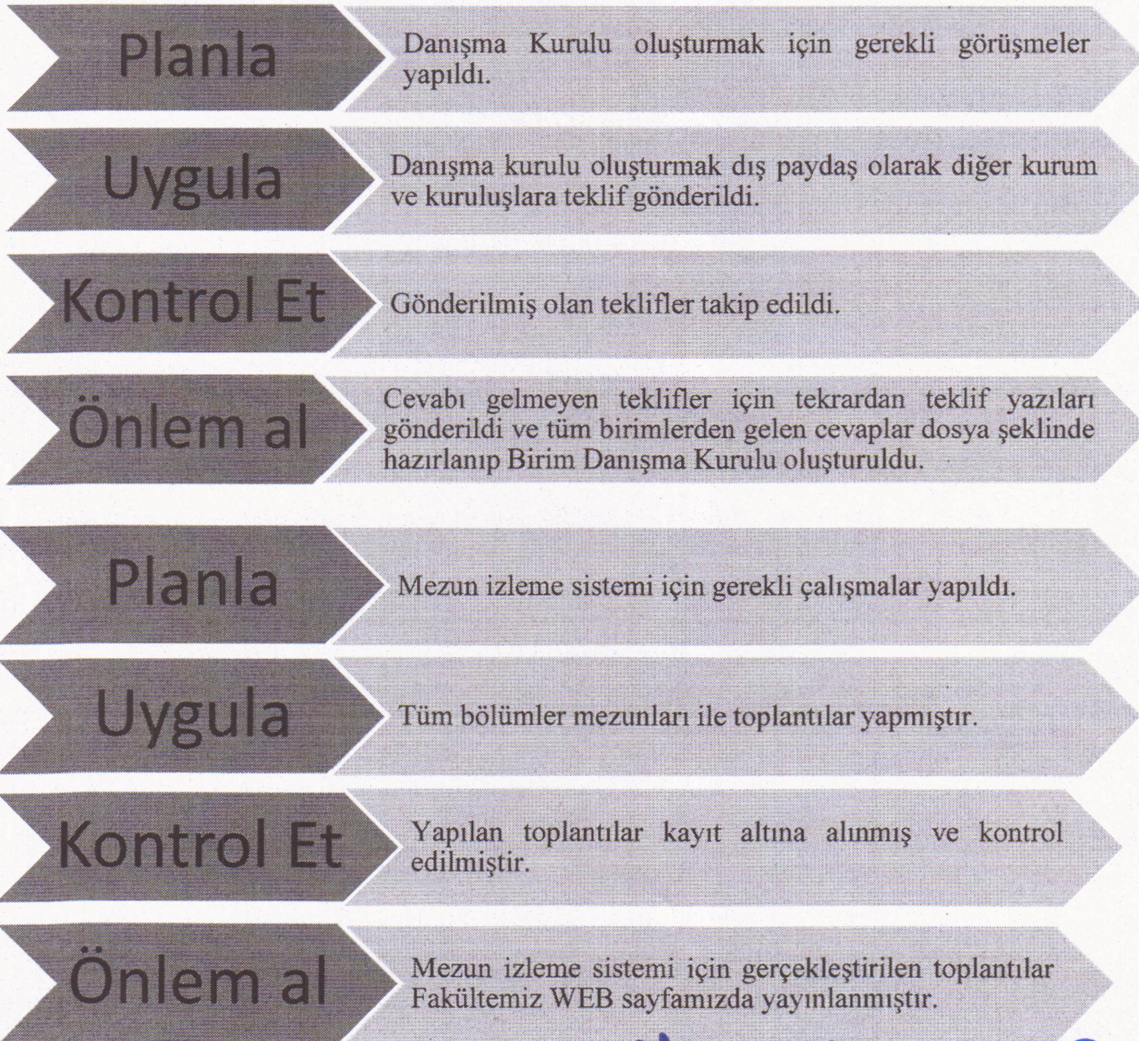 Planla
Danışma Kurulu oluşturmak için gerekli görüşmeler
yapıldı.
Uygula
Danışma kurulu oluşturmak dış paydaş olarak diğer kurum
ve kuruluşlara teklif gönderildi.
Kontrol Et
Gönderilmiş olan teklifler takip edildi.
Önlem al
Cevabı gelmeyen teklifler için tekrardan teklif yazıları
gönderildi ve tüm birimlerden gelen cevaplar dosya şeklinde
hazırlanıp Birim Danışma Kurulu oluşturuldu.
Planla
Mezun izleme sistemi için gerekli çalışmalar yapıldı.
Uygula
Tüm bölümler mezunları ile toplantılar yapmıştır.
Kontrol Et
Yapılan toplantılar kayıt altına alınmış ve kontrol
edilmiştir.
Önlem al
Mezun izleme sistemi için gerçekleştirilen toplantılar
Fakültemiz WEB sayfamızda yayınlanmıştır.